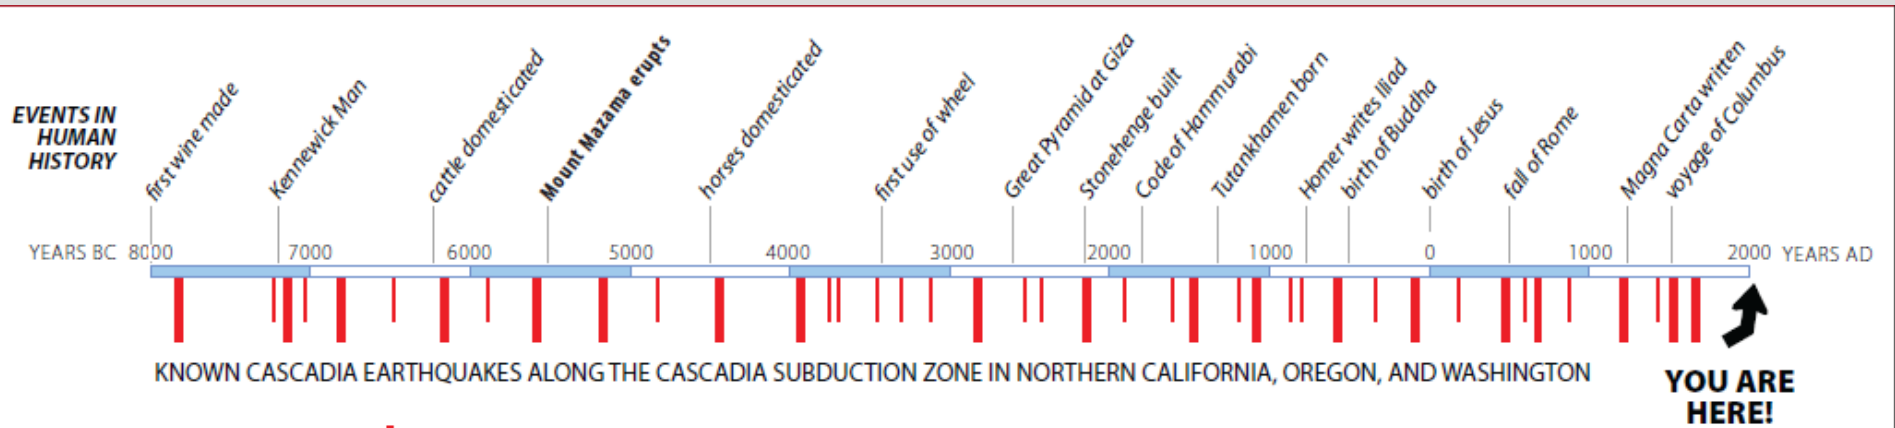 EVENTS IN
HUMAN
HISTORY
first wine made
Kennewick Man
cattle domesticated
Mount Mazama erupts
horses domesticated
first use of wheel
Great Pyramid at Giza
Stonehenge built
Code of Hammurabi
Tutankhamen born
Homer writes Iliad
birth of Buddha
birth of Jesus
fall of Rome
Magna Carta written
voyage of Columbus
YEARS BC 8000 7000 6000 5000 4000 3000 2000 1000 0 1000 2000 YEARS AD
KNOWN CASCADIA EARTHQUAKES ALONG THE CASCADIA SUBDUCTION ZONE IN NORTHERN CALIFORNIA, OREGON, AND WASHINGTON
YOU ARE
HERE!